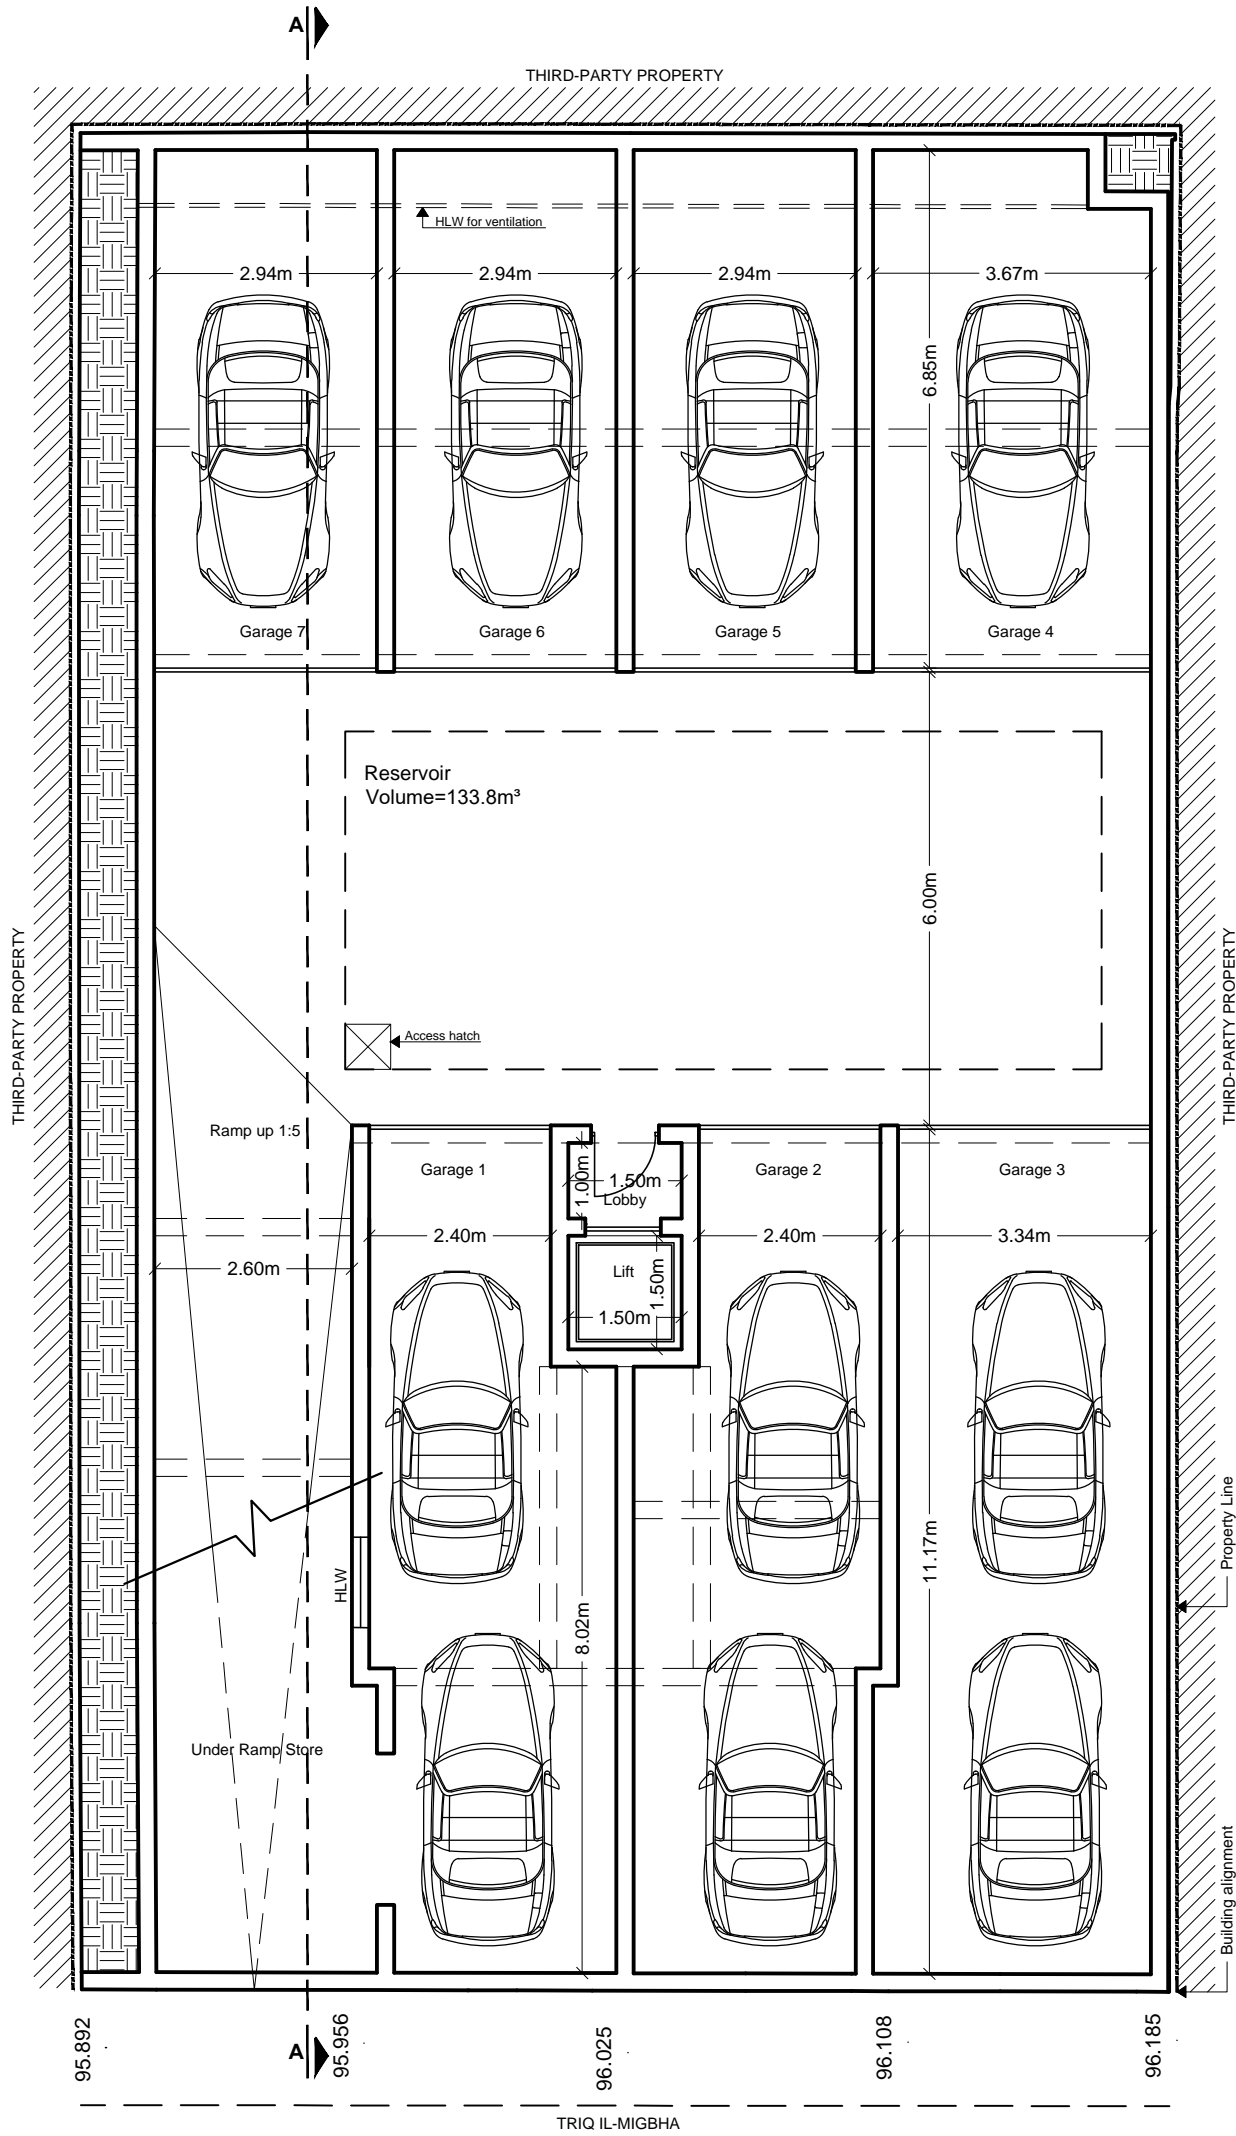 A
THIRD-PARTY PROPERTY
HLW for ventilation
2.94m
2.94m
2.94m
3.67m
6.85m
Garage 7
Garage 6
Garage 5
Garage 4
Reservoir
Volume=133.8m³
6.00m
THIRD-PARTY PROPERTY
THIRD-PARTY PROPERTY
Access hatch
Ramp up 1:5
Garage 1
1.00m
1.50m
Lobby
Garage 2
Garage 3
2.40m
2.40m
3.34m
2.60m
Lift
1.50m
1.50m
Property Line
11.17m
HLW
8.02m
Under Ramp Store
Building alignment
95.892
A
95.956
96.025
96.108
96.185
TRIQ IL-MIGBHA